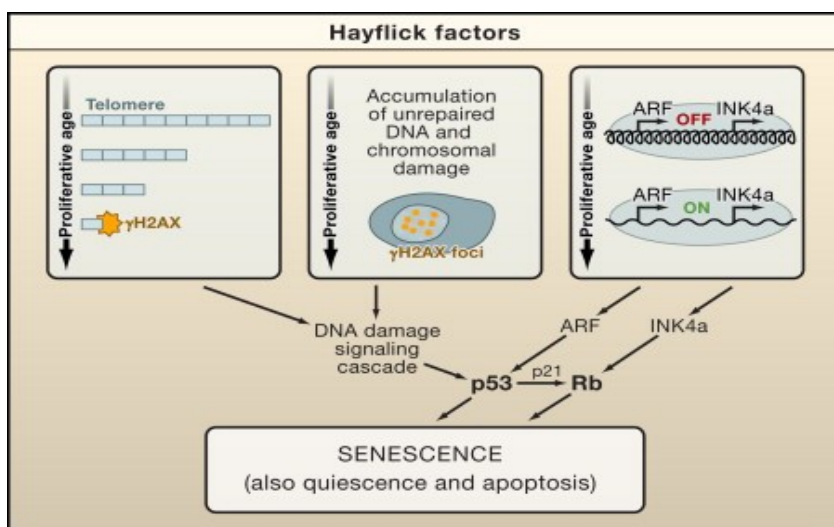 Hayflick factors
Proliferative age
Telomere
γH2AX
Proliferative age
Accumulation
of unrepaired
DNA and
chromosomal
damage
γH2AX-foci
Proliferative age
ARF INK4a
OFF
ARF INK4a
ON
DNA damage
signaling
cascade
ARF
INK4a
p53
p21
Rb
SENESCENCE
(also quiescence and apoptosis)